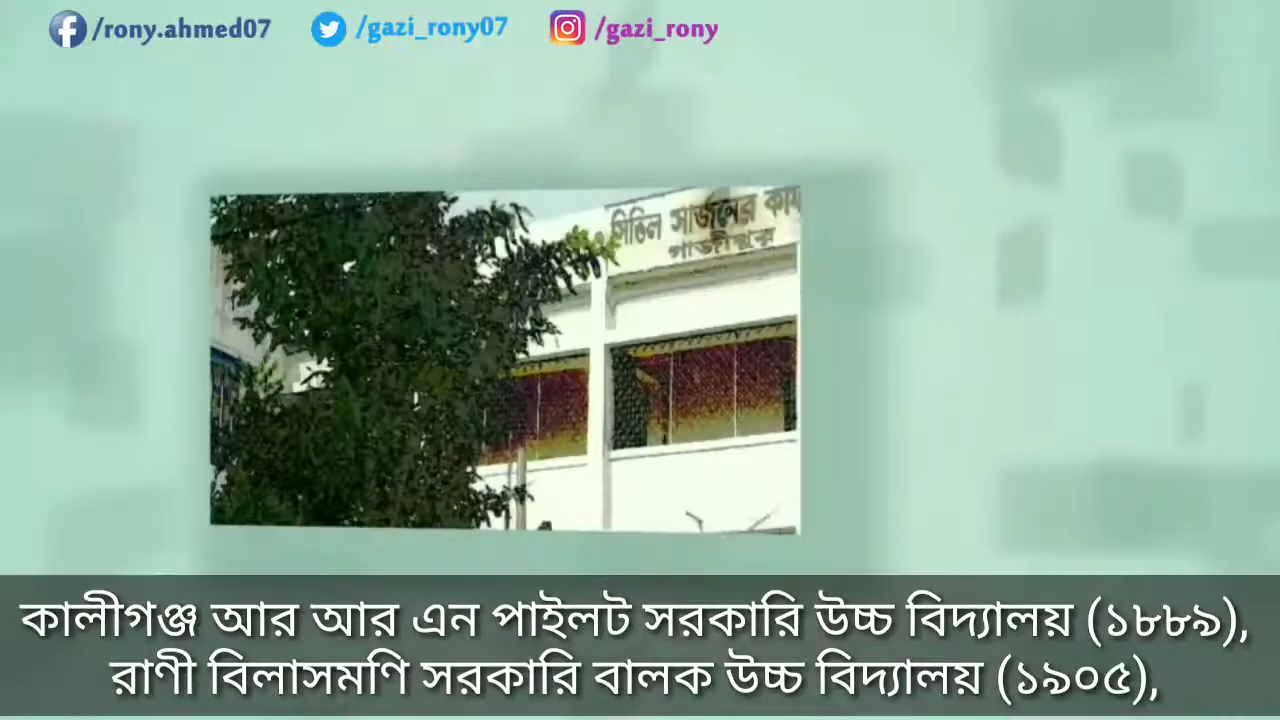 /rony.ahmed07 /gazi_rony07 /gazi_rony
সিভিল সার্জনের কার্য
গাজীপুর
কালীগঞ্জ আর আর এন পাইলট সরকারি উচ্চ বিদ্যালয় (১৮৮৯),
রাণী বিলাসমণি সরকারি বালক উচ্চ বিদ্যালয় (১৯০৫),